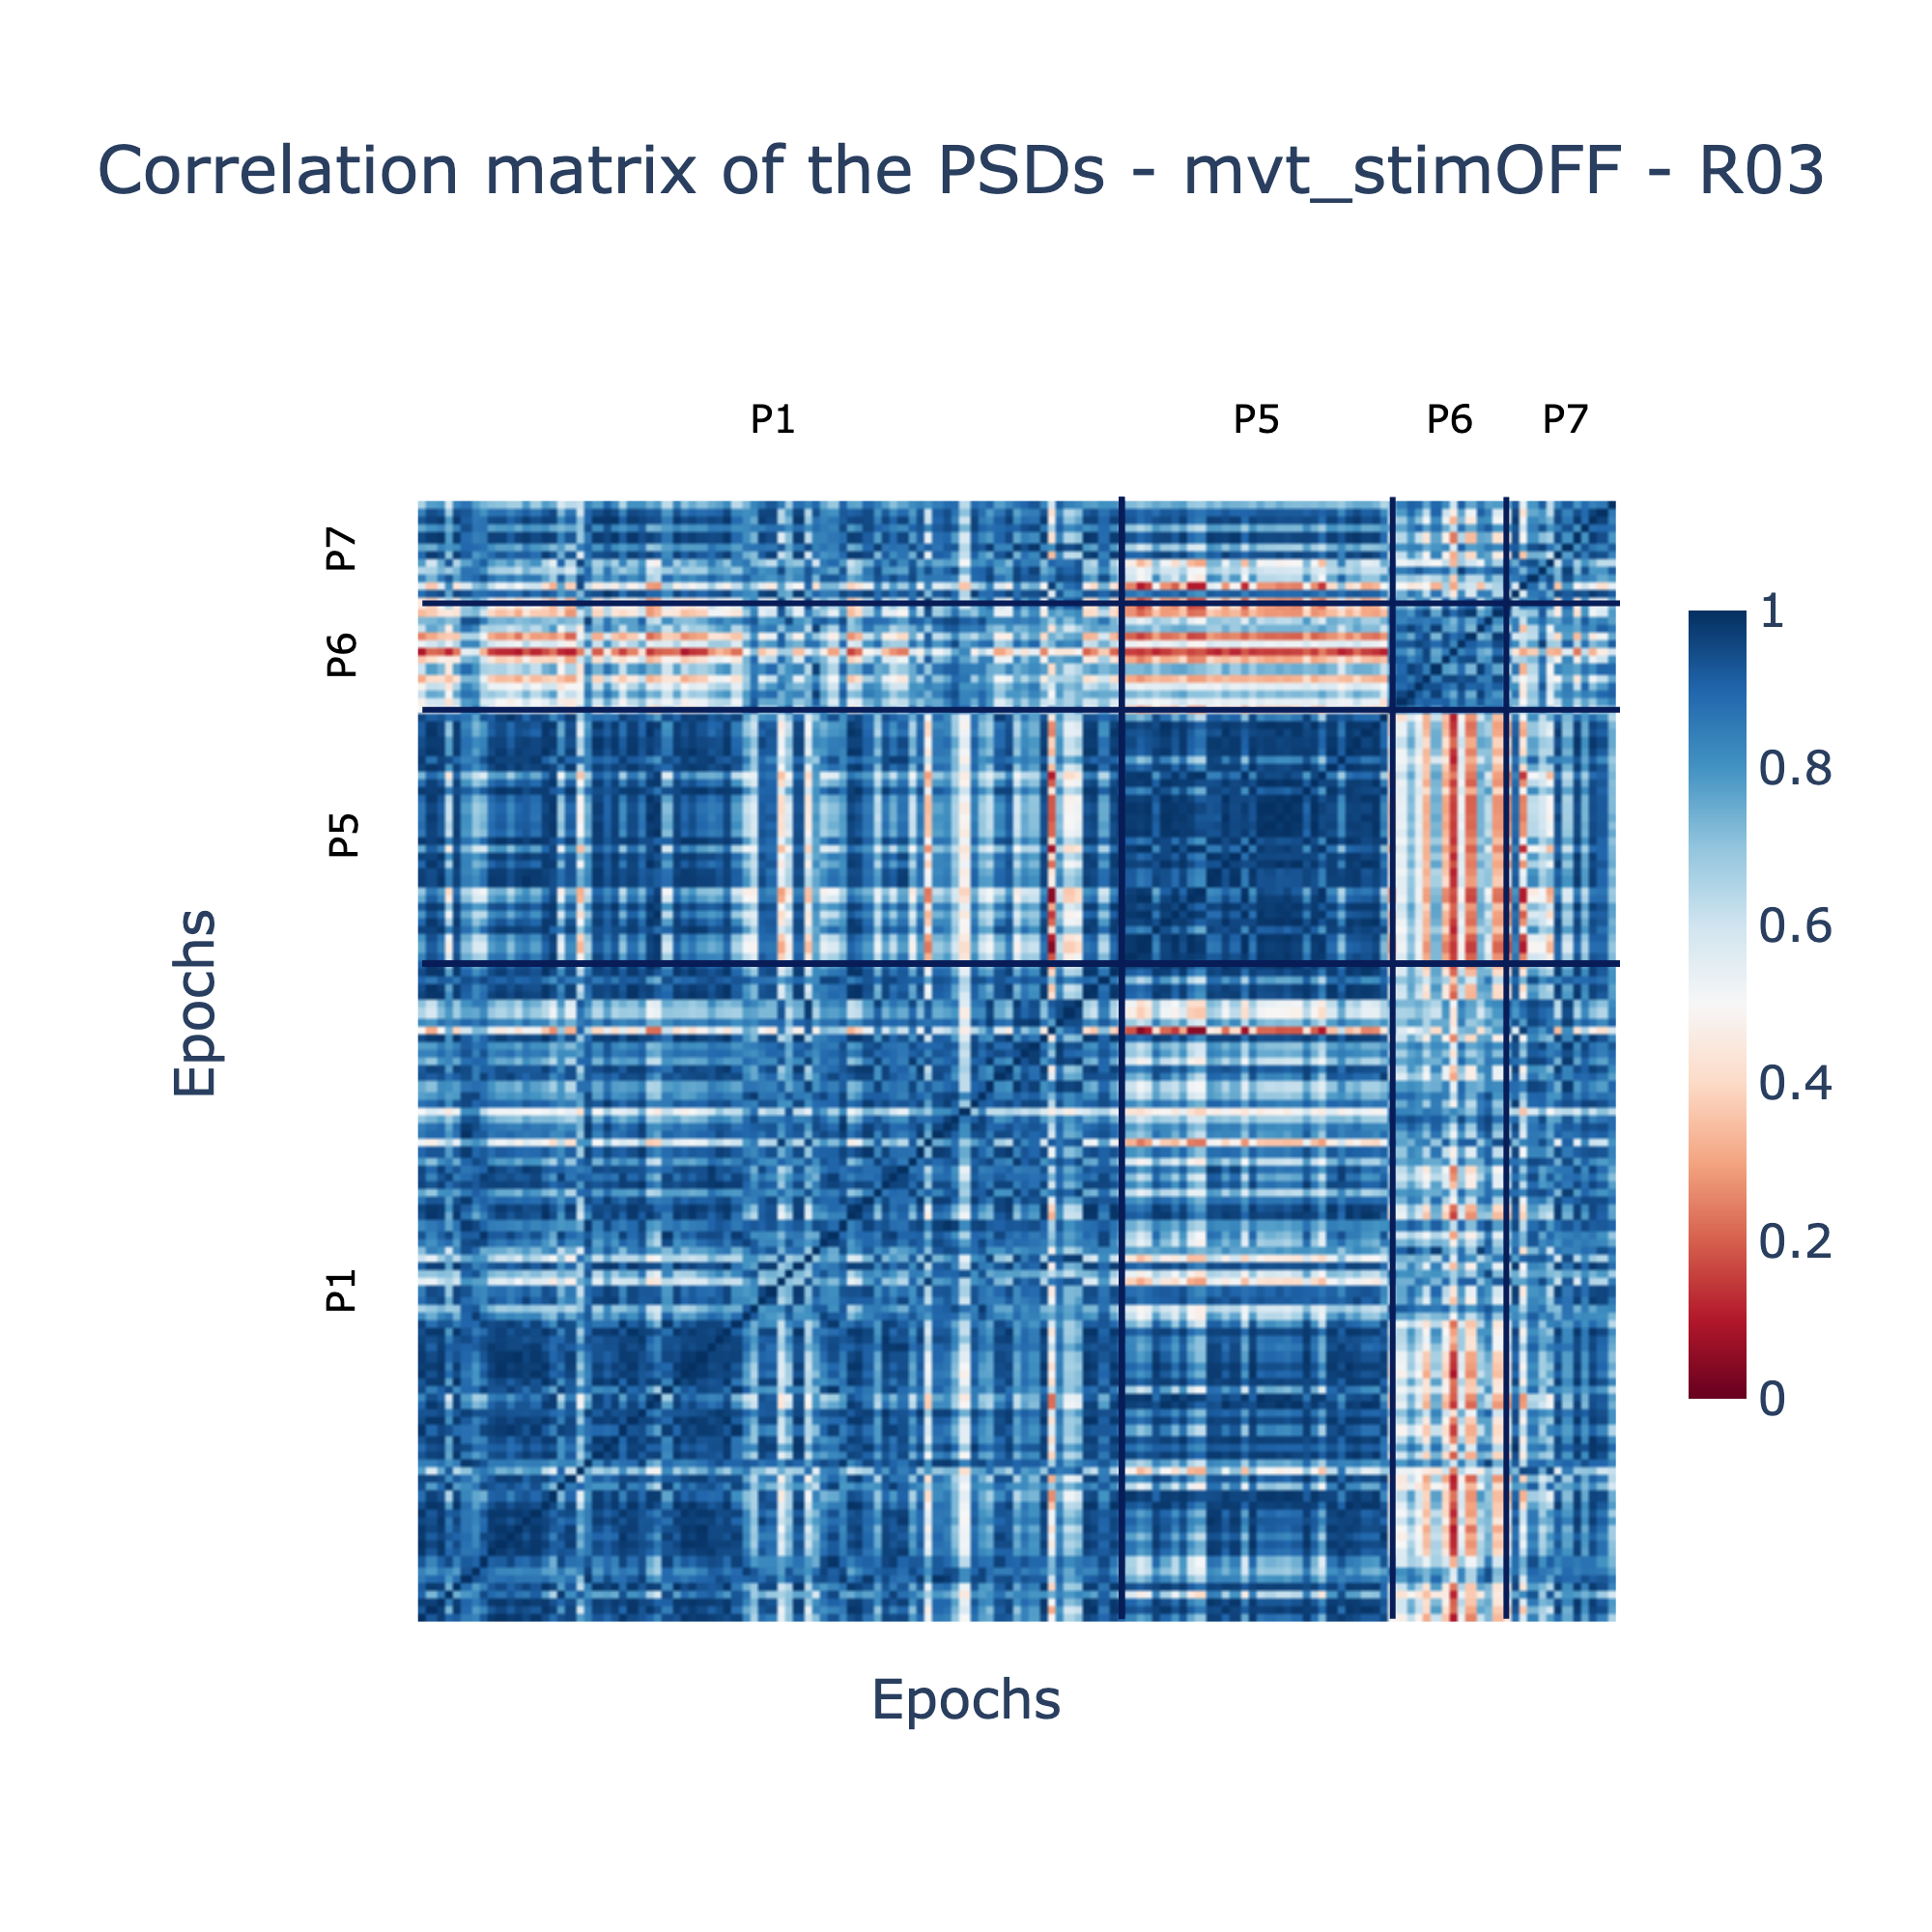 Correlation matrix of the PSDs - mvt_stimOFF - R03
P1 P5 P6 P7
P7
P6
P5
P1
Epochs
Epochs
1
0.8
0.6
0.4
0.2
0